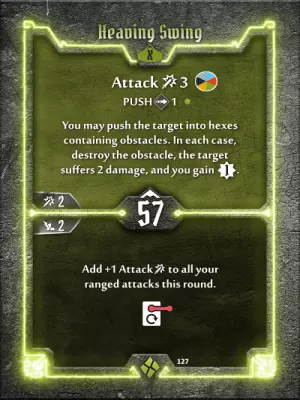 Heaving Swing
X
Attack 3
PUSH 1
You may push the target into hexes
containing obstacles. In each case,
destroy the obstacle, the target
suffers 2 damage, and you gain 1.
2
57
2
Add +1 Attack to all your
ranged attacks this round.
127